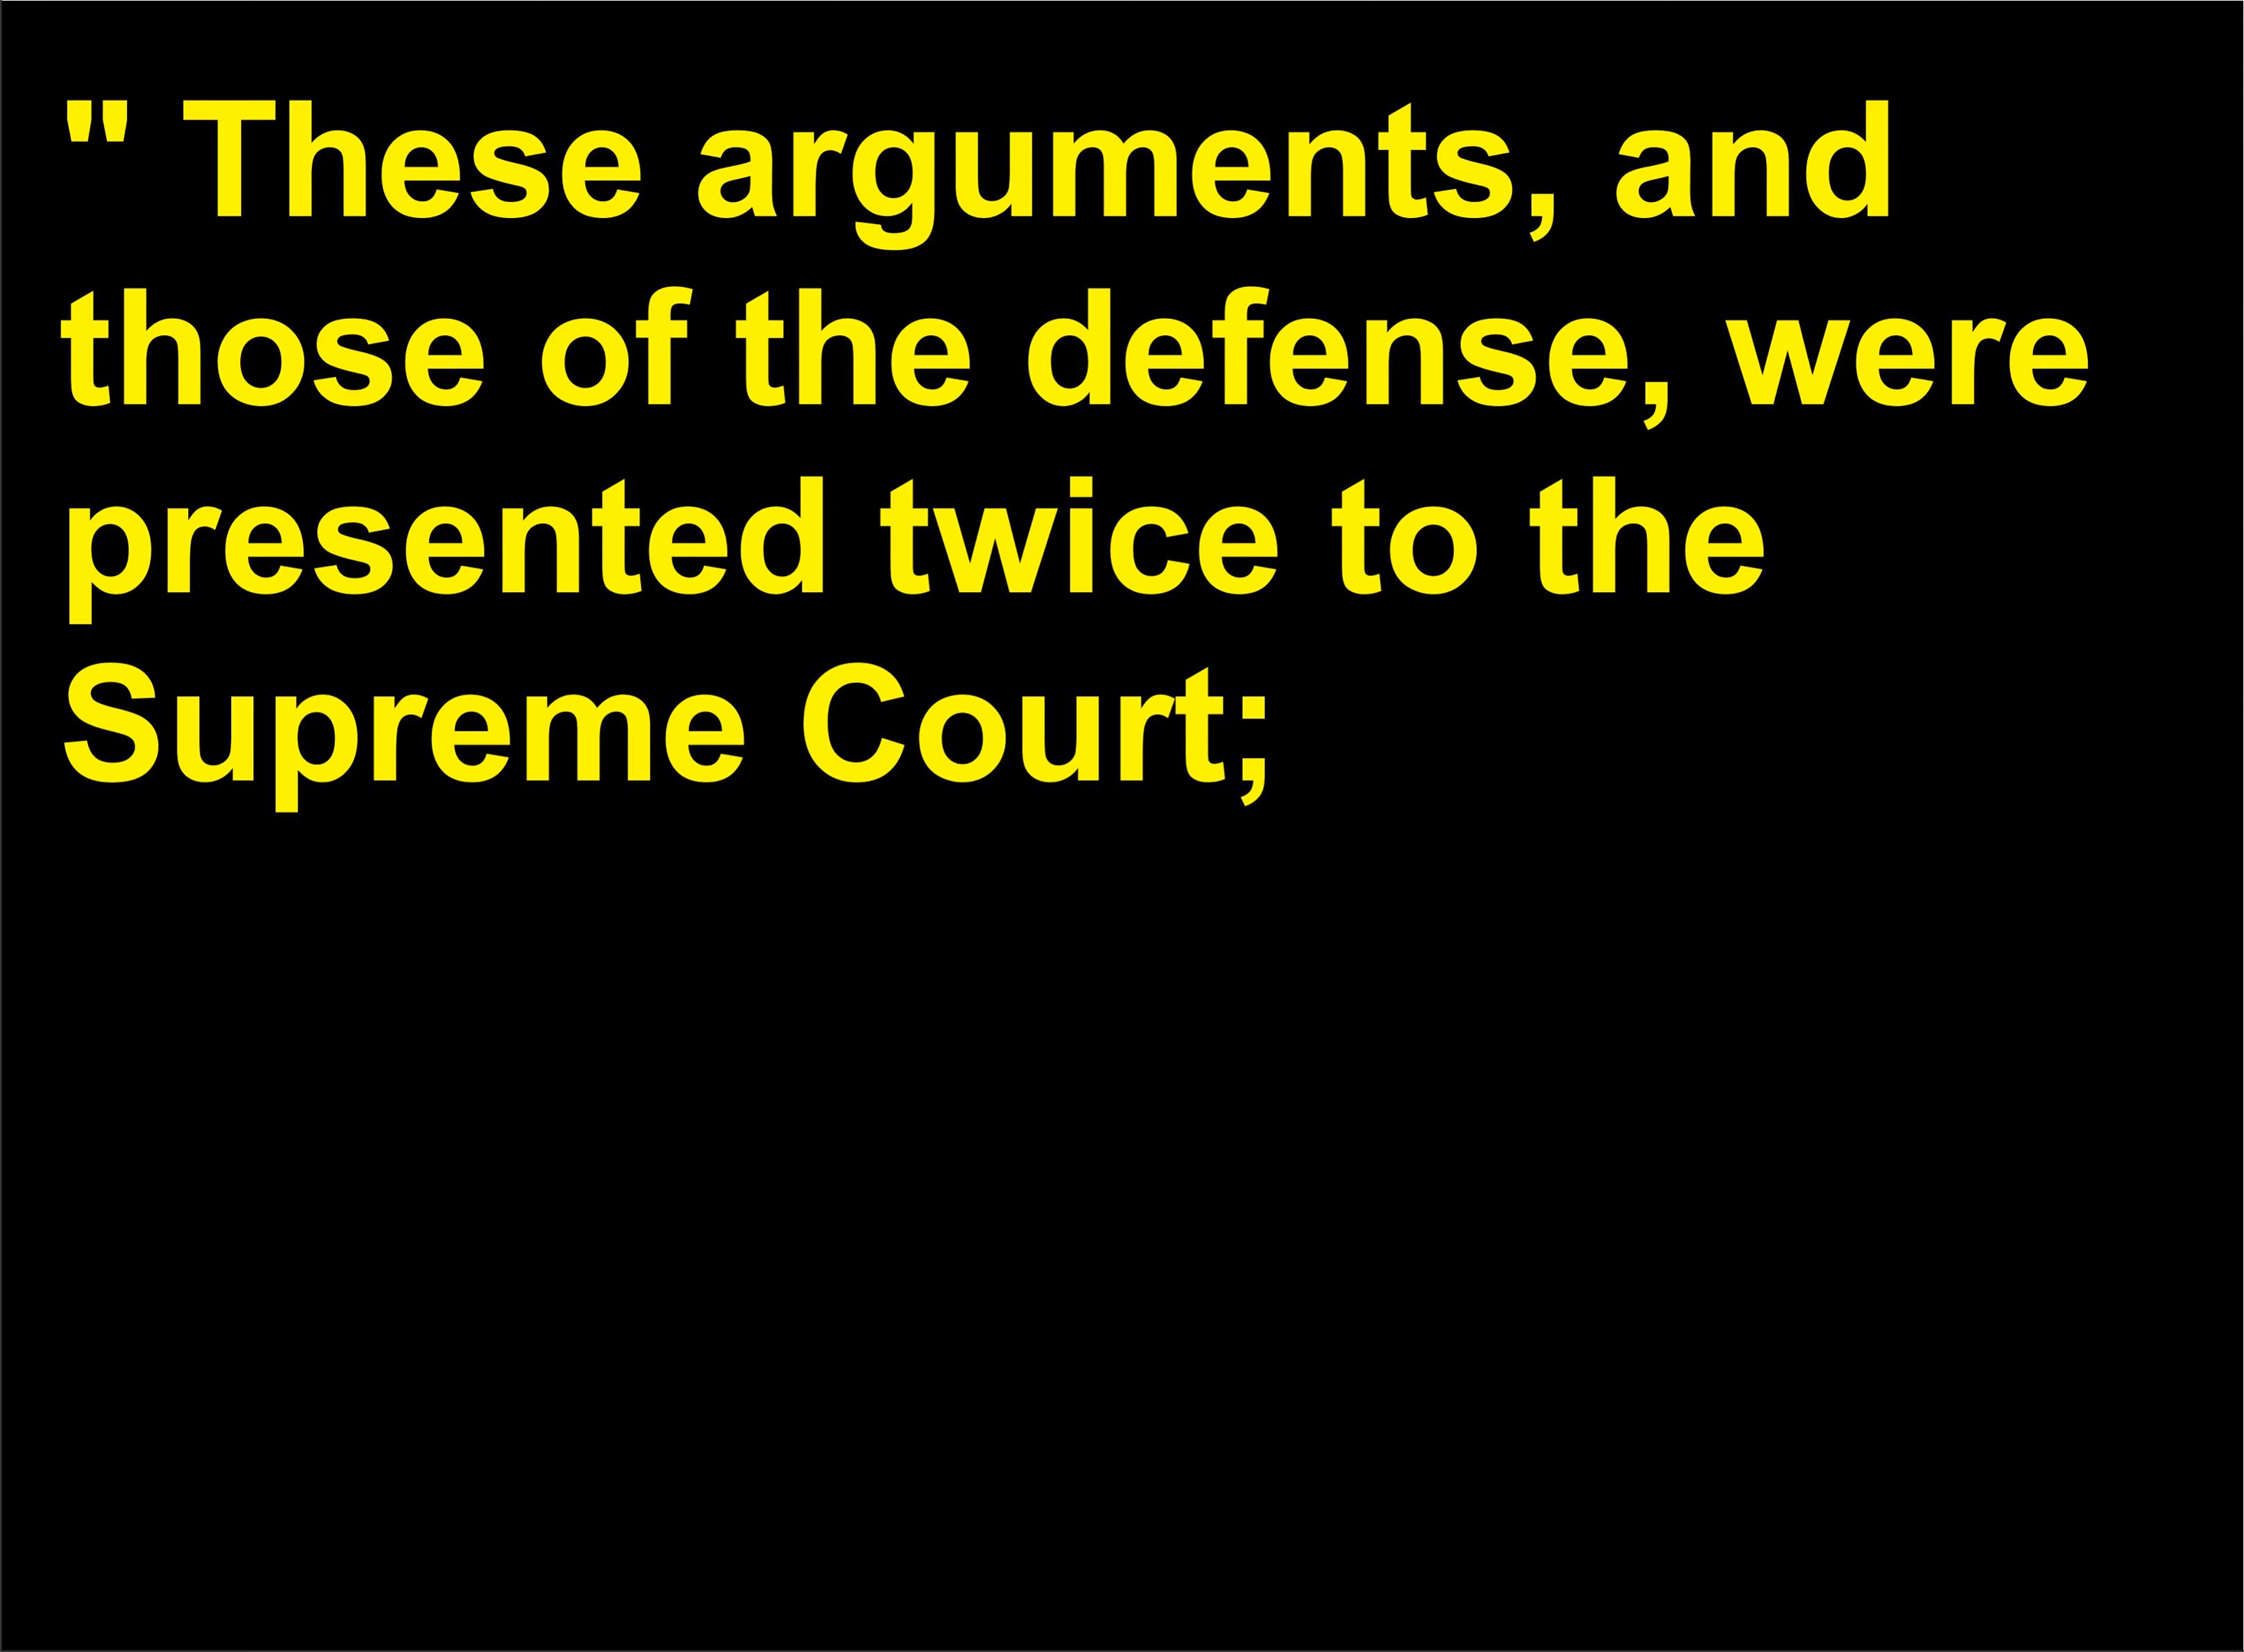 " These arguments, and
those of the defense, were
presented twice to the
Supreme Court;